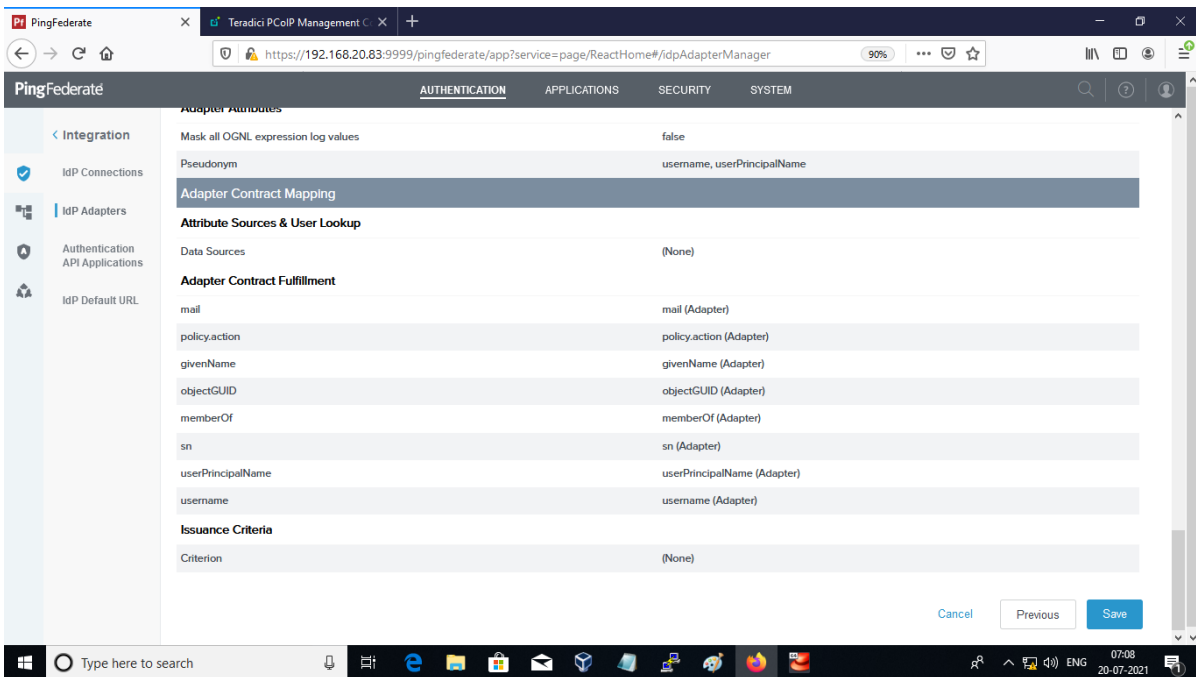 Pf PingFederate
Teradici PCoIP Management C
https://192.168.20.83:9999/pingfederate/app?service=page/ReactHome#/idpAdapterManager
90%
PingFederate
AUTHENTICATION
APPLICATIONS
SECURITY
SYSTEM
Integration
IdP Connections
IdP Adapters
Authentication
API Applications
IdP Default URL
Adapter Attributes
Mask all OGNL expression log values false
Pseudonym username, userPrincipalName
Adapter Contract Mapping
Attribute Sources & User Lookup
Data Sources (None)
Adapter Contract Fulfillment
mail mail (Adapter)
policy.action policy.action (Adapter)
givenName givenName (Adapter)
objectGUID objectGUID (Adapter)
memberOf memberOf (Adapter)
sn sn (Adapter)
userPrincipalName userPrincipalName (Adapter)
username username (Adapter)
Issuance Criteria
Criterion (None)
Cancel
Previous
Save
Type here to search
ENG
07:08
20-07-2021
1